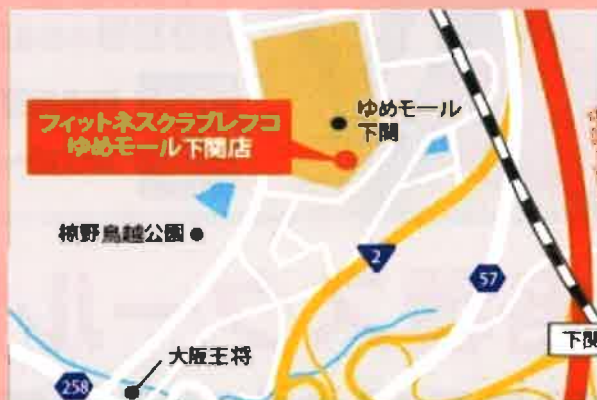 フィットネスクラブレフコ
ゆめモール下関店
ゆめモール
下関
椋野鳥越公園
2
57
大阪王将
258
下関